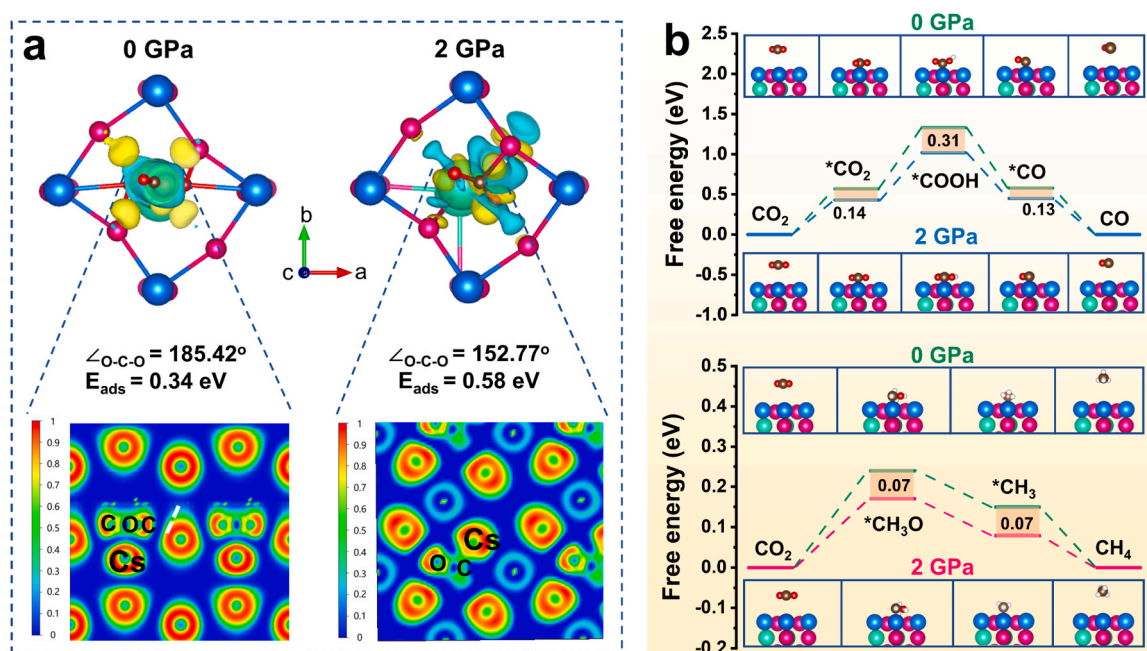 a
0 GPa
2 GPa
b
c
a
∠O-C-O = 185.42o
Eads = 0.34 eV
∠O-C-O = 152.77o
Eads = 0.58 eV
1
0.9
0.8
0.7
0.6
0.5
0.4
0.3
0.2
0.1
0
C O C
Cs
1
0.9
0.8
0.7
0.6
0.5
0.4
0.3
0.2
0.1
0
Cs
O C
b
0 GPa
Free energy (eV)
2.5
2.0
1.5
1.0
0.5
0.0
-0.5
-1.0
0.31
*CO2
*COOH
*CO
0.14
0.13
CO2
CO
2 GPa
0 GPa
Free energy (eV)
0.5
0.4
0.3
0.2
0.1
0.0
-0.1
-0.2
0.07
*CH3
*CH3O
0.07
CO2
CH4
2 GPa